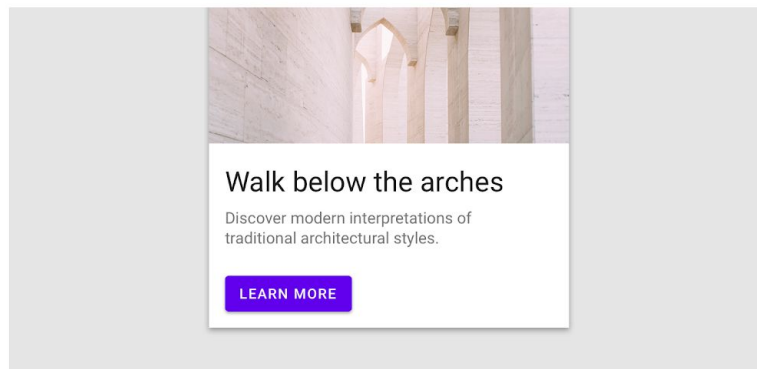 Walk below the arches
Discover modern interpretations of
traditional architectural styles.
LEARN MORE